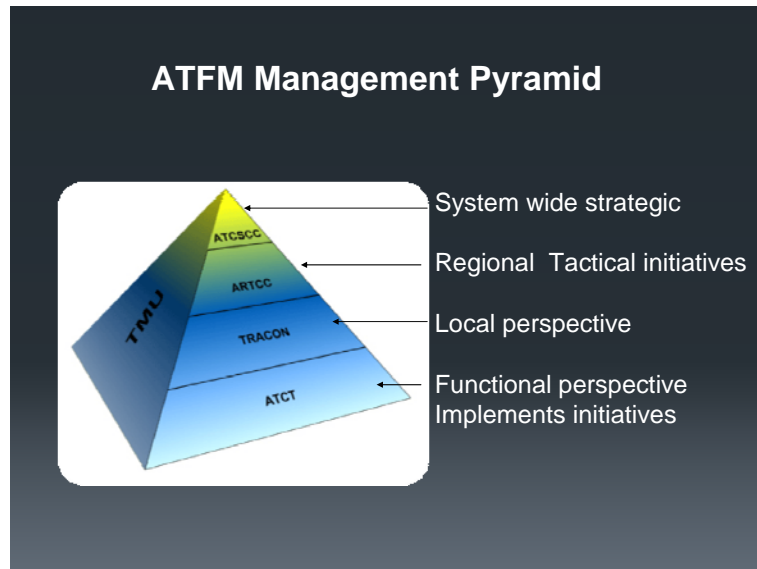 ATFM Management Pyramid
System wide strategic
ATCSCC
Regional Tactical initiatives
ARTCC
TMU
Local perspective
TRACON
Functional perspective
Implements initiatives
ATCT